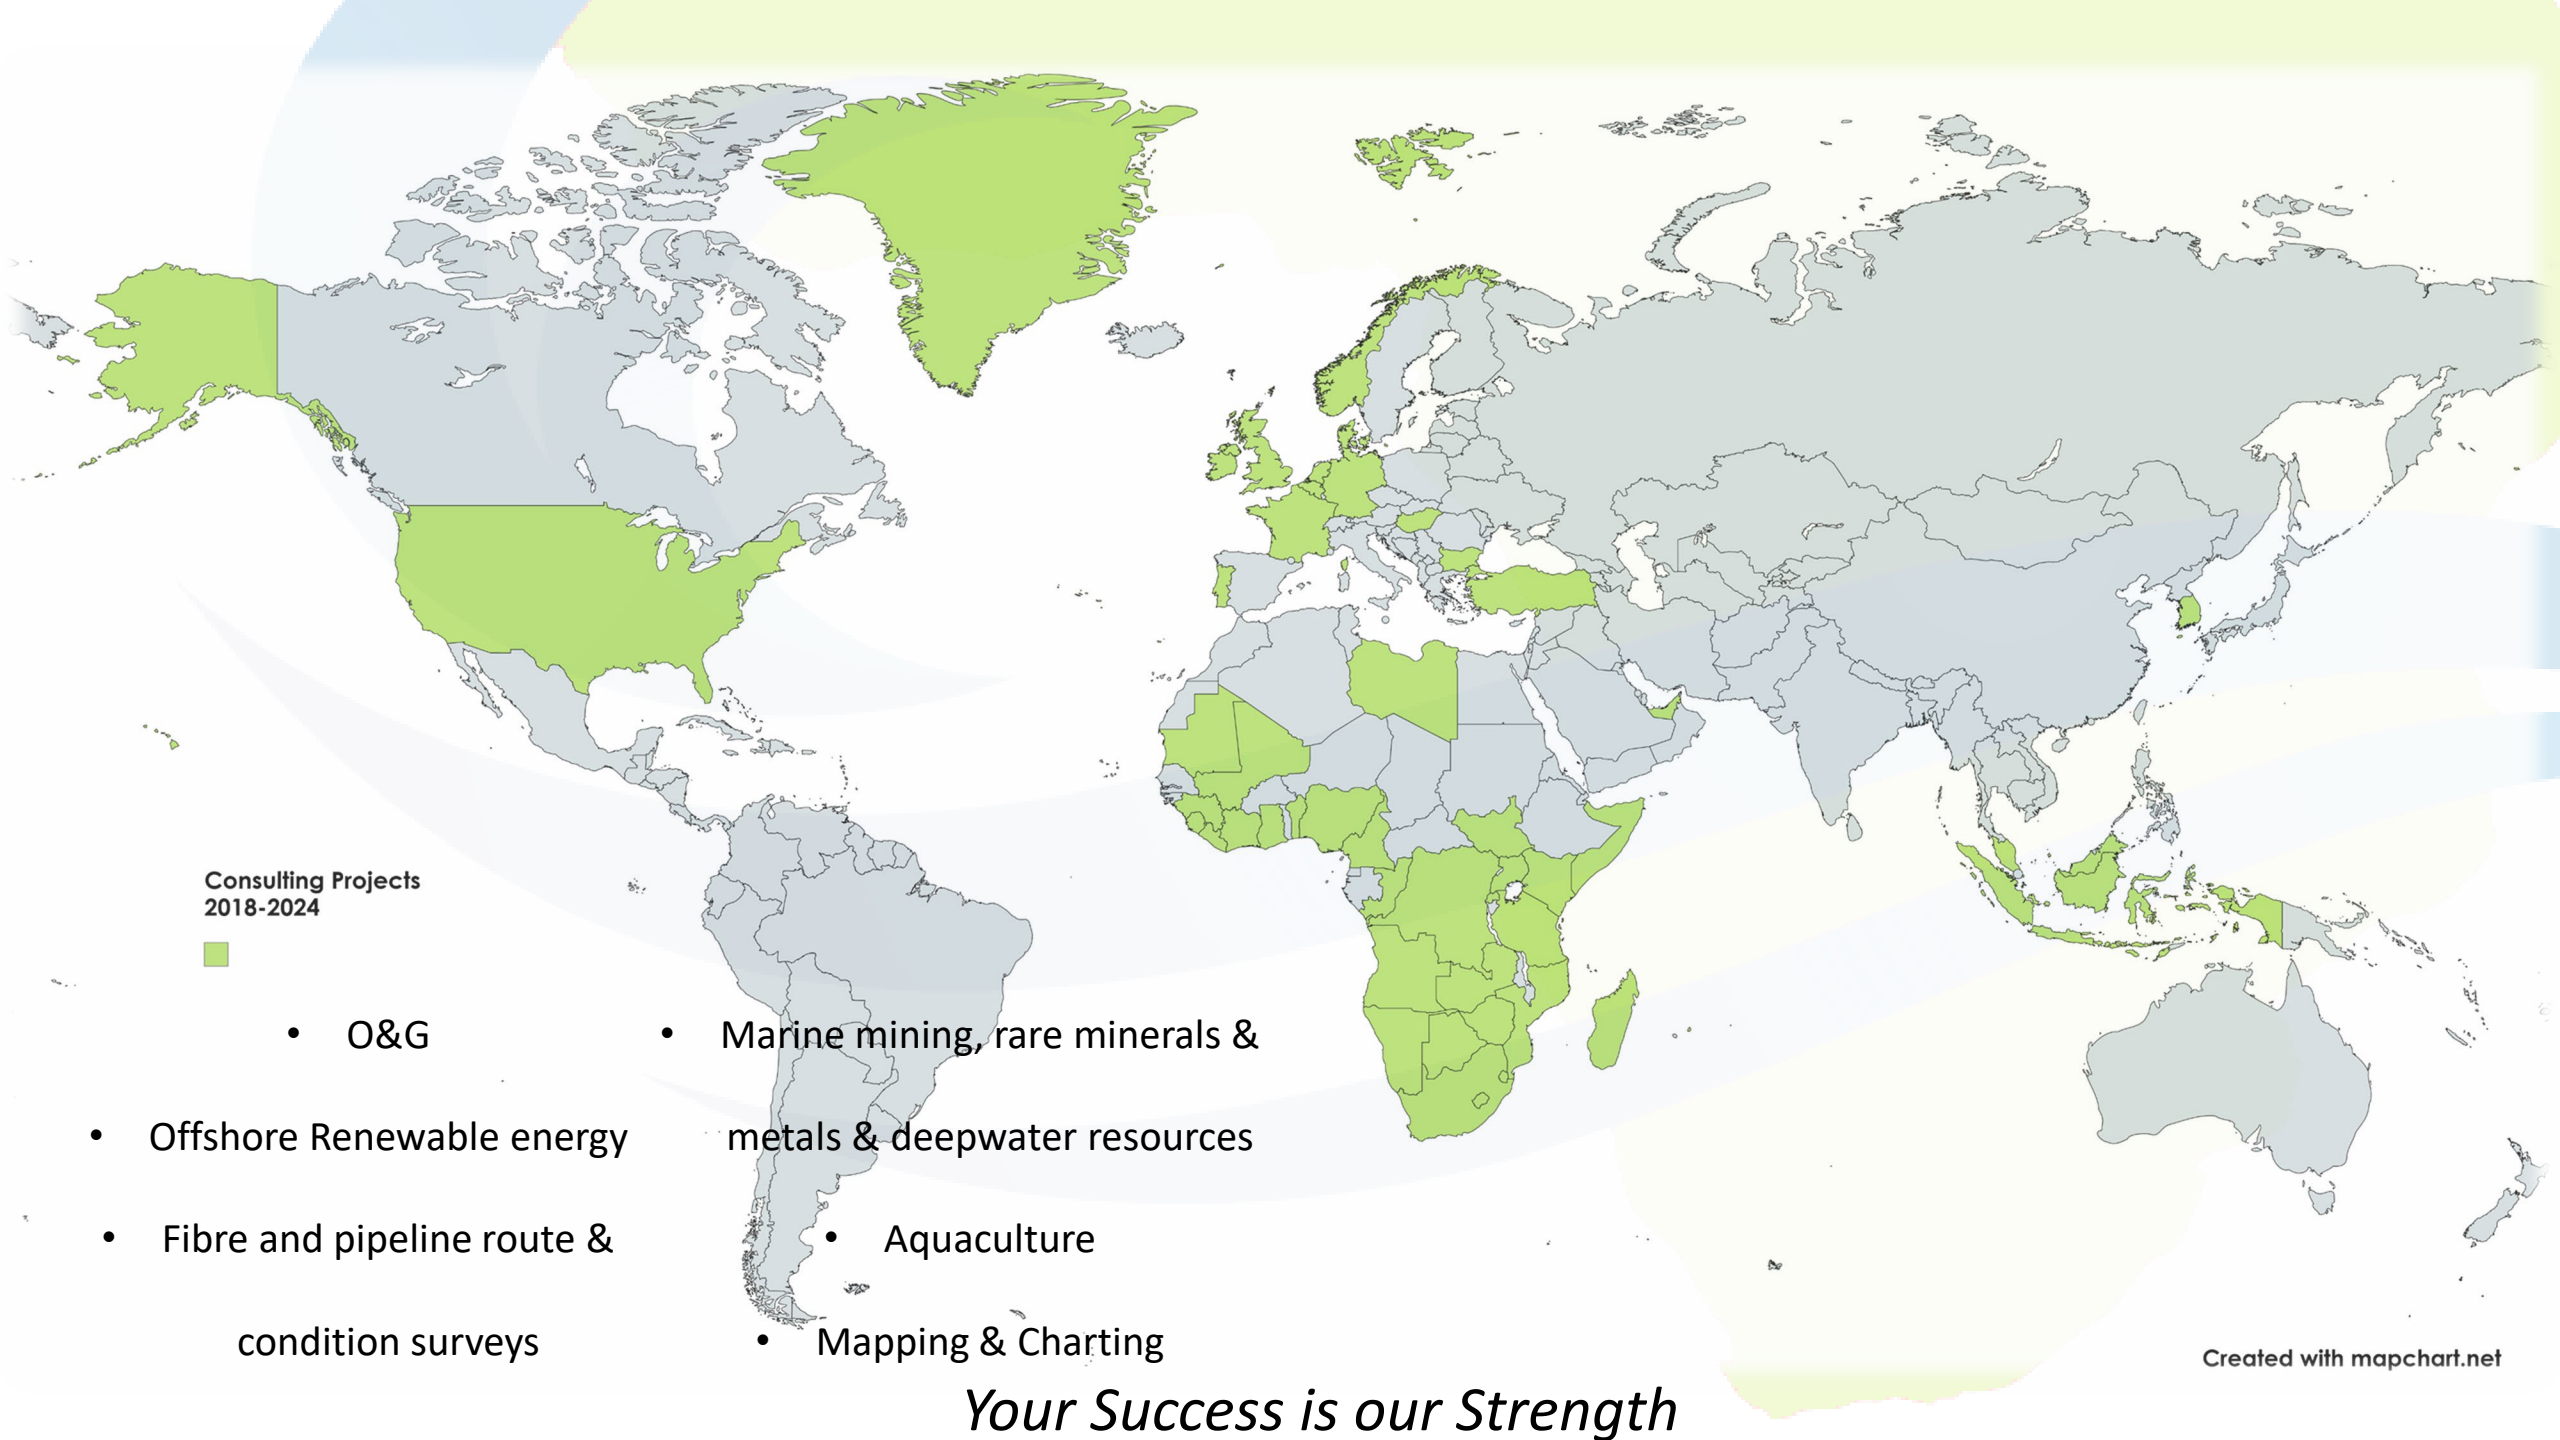 Consulting Projects
2018-2024
• O&G
• Offshore Renewable energy
• Fibre and pipeline route &
condition surveys
• Marine mining, rare minerals &
metals & deepwater resources
• Aquaculture
• Mapping & Charting
Created with mapchart.net
Your Success is our Strength